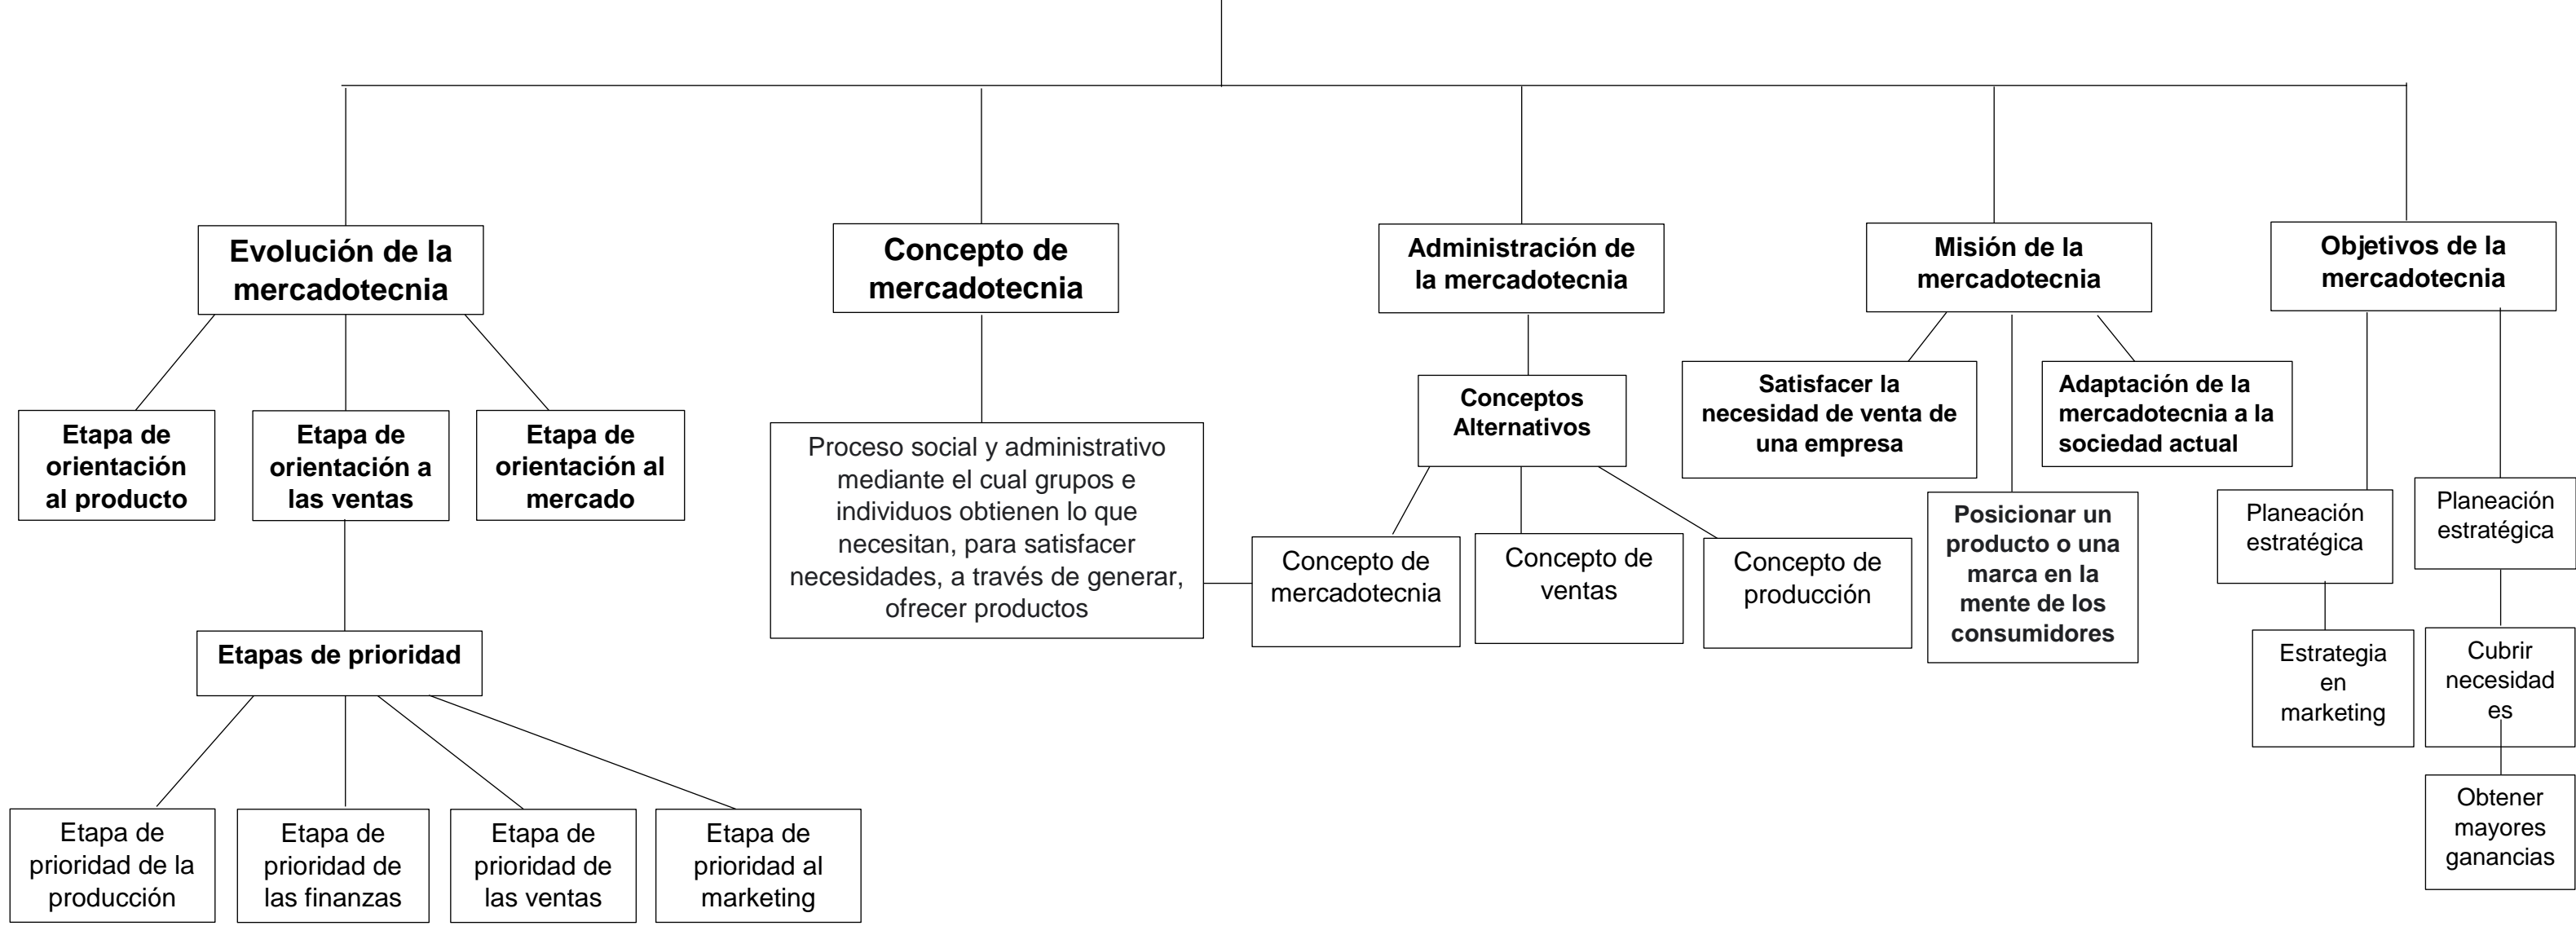 Evolución de la
mercadotecnia
Concepto de
mercadotecnia
Administración de
la mercadotecnia
Misión de la
mercadotecnia
Objetivos de la
mercadotecnia
Etapa de
orientación
al producto
Etapa de
orientación a
las ventas
Etapa de
orientación al
mercado
Proceso social y administrativo
mediante el cual grupos e
individuos obtienen lo que
necesitan, para satisfacer
necesidades, a través de generar,
ofrecer productos
Conceptos
Alternativos
Satisfacer la
necesidad de venta de
una empresa
Adaptación de la
mercadotecnia a la
sociedad actual
Posicionar un
producto o una
marca en la
mente de los
consumidores
Planeación
estratégica
Planeación
estratégica
Concepto de
mercadotecnia
Concepto de
ventas
Concepto de
producción
Etapas de prioridad
Estrategia
en
marketing
Cubrir
necesidad
es
Obtener
mayores
ganancias
Etapa de
prioridad de la
producción
Etapa de
prioridad de
las finanzas
Etapa de
prioridad de
las ventas
Etapa de
prioridad al
marketing